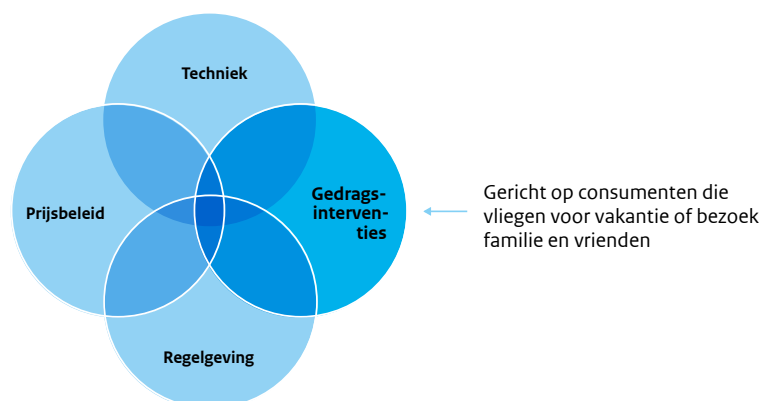 Techniek
Prijsbeleid
Gedrags-
interven-
ties
Gericht op consumenten die
vliegen voor vakantie of bezoek
familie en vrienden
Regelgeving